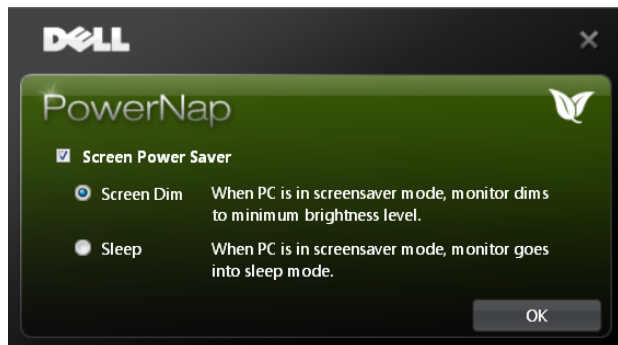 DELL
PowerNap
Screen Power Saver
Screen Dim When PC is in screensaver mode, monitor dims
to minimum brightness level.
Sleep When PC is in screensaver mode, monitor goes
into sleep mode.
OK